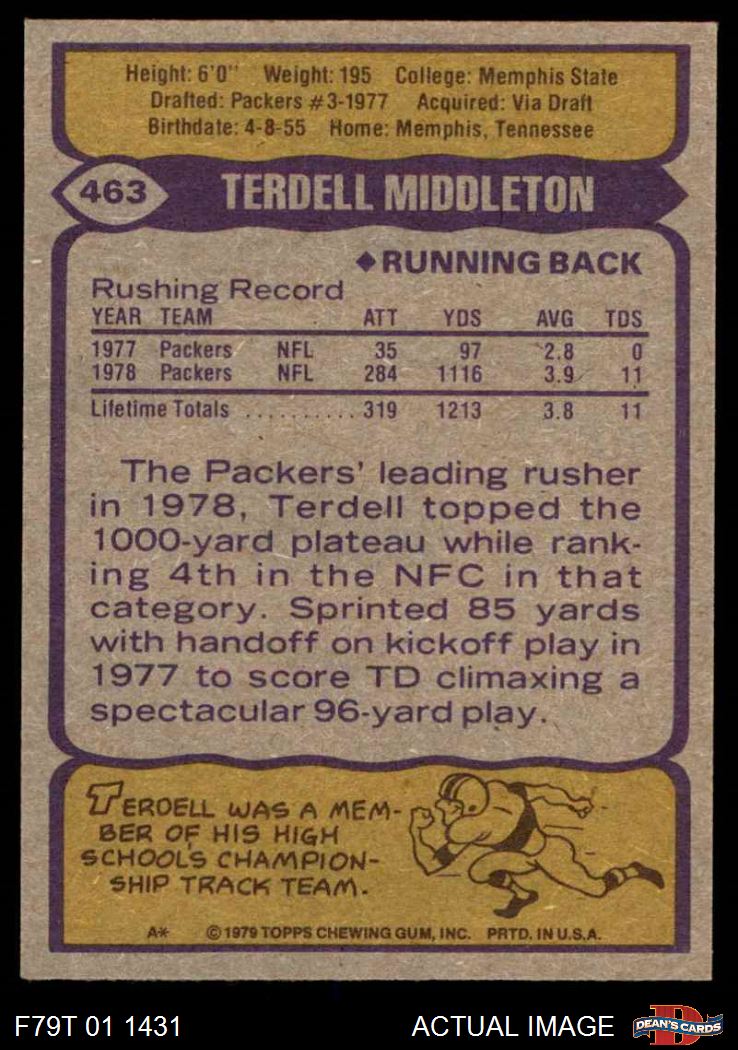 Height: 6'0" Weight: 195 College: Memphis State
Drafted: Packers #3-1977 Acquired: Via Draft
Birthdate: 4-8-55 Home: Memphis, Tennessee
463 TERDELL MIDDLETON
◆RUNNING BACK
Rushing Record
YEAR TEAM ATT YDS AVG TDS
1977 Packers NFL 35 97 2.8 0
1978 Packers NFL 284 1116 3.9 11
Lifetime Totals .......... 319 1213 3.8 11
The Packers' leading rusher
in 1978, Terdell topped the
1000-yard plateau while rank-
ing 4th in the NFC in that
category. Sprinted 85 yards
with handoff on kickoff play in
1977 to score TD climaxing a
spectacular 96-yard play.
TERDELL WAS A MEM-
BER OF HIS HIGH
SCHOOL'S CHAMPION-
SHIP TRACK TEAM.
A* © 1979 TOPPS CHEWING GUM, INC. PRTD. IN U.S.A.
F79T 01 1431 ACTUAL IMAGE D DEAN'S CARDS